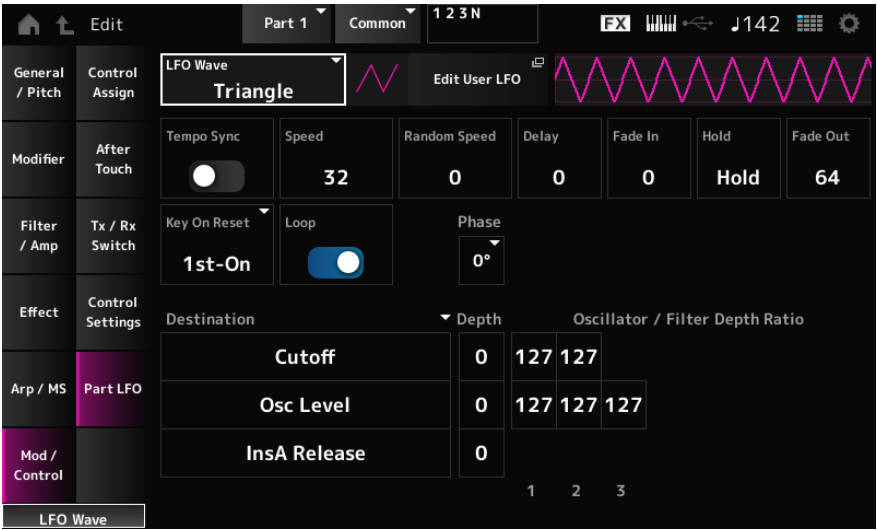 Edit
Part 1
Common
1 2 3 N
FX
♩142
General / Pitch
Control Assign
LFO Wave
Triangle
Edit User LFO
Modifier
After Touch
Tempo Sync
Speed
32
Random Speed
0
Delay
0
Fade In
0
Hold
Hold
Fade Out
64
Filter / Amp
Tx / Rx Switch
Key On Reset
1st-On
Loop
Phase
0°
Effect
Control Settings
Destination
Depth
Oscillator / Filter Depth Ratio
Cutoff
0
127 127
Arp / MS
Part LFO
Osc Level
0
127 127 127
Mod / Control
InsA Release
0
1 2 3
LFO Wave